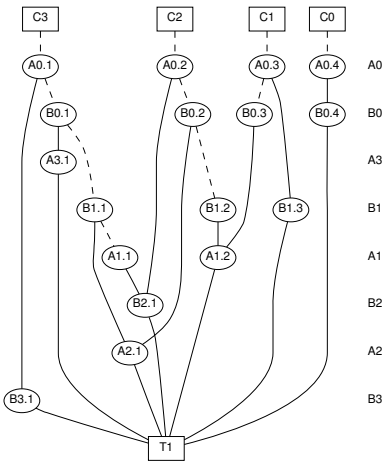 C3 C2 C1 C0
A0.1 A0.2 A0.3 A0.4 A0
B0.1 B0.2 B0.3 B0.4 B0
A3.1 A3
B1.1 B1.2 B1.3 B1
A1.1 A1.2 A1
B2.1 B2
A2.1 A2
B3.1 B3
T1